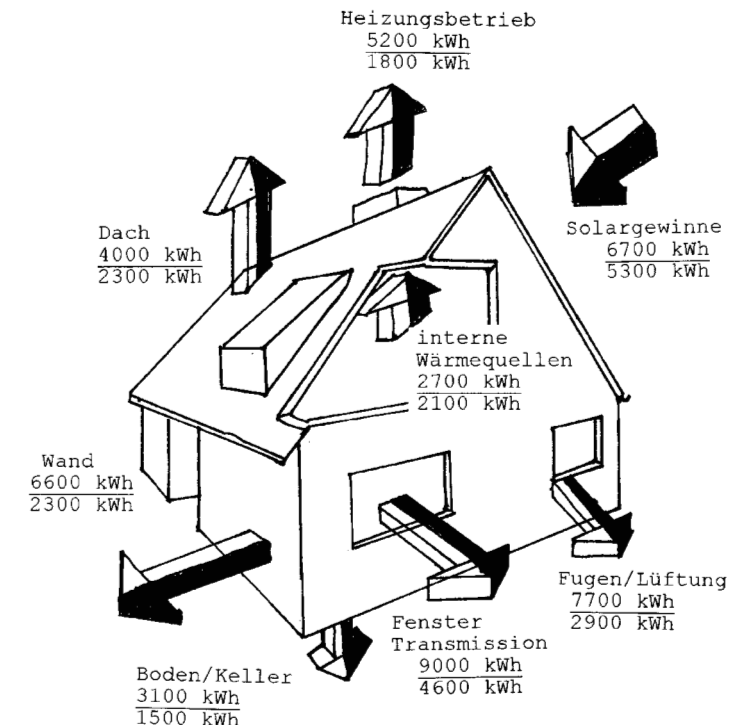 Heizungsbetrieb
5200 kWh
1800 kWh
Solargewinne
6700 kWh
5300 kWh
Dach
4000 kWh
2300 kWh
interne
Wärmequellen
2700 kWh
2100 kWh
Wand
6600 kWh
2300 kWh
Fugen/Lüftung
7700 kWh
2900 kWh
Fenster
Transmission
9000 kWh
4600 kWh
Boden/Keller
3100 kWh
1500 kWh